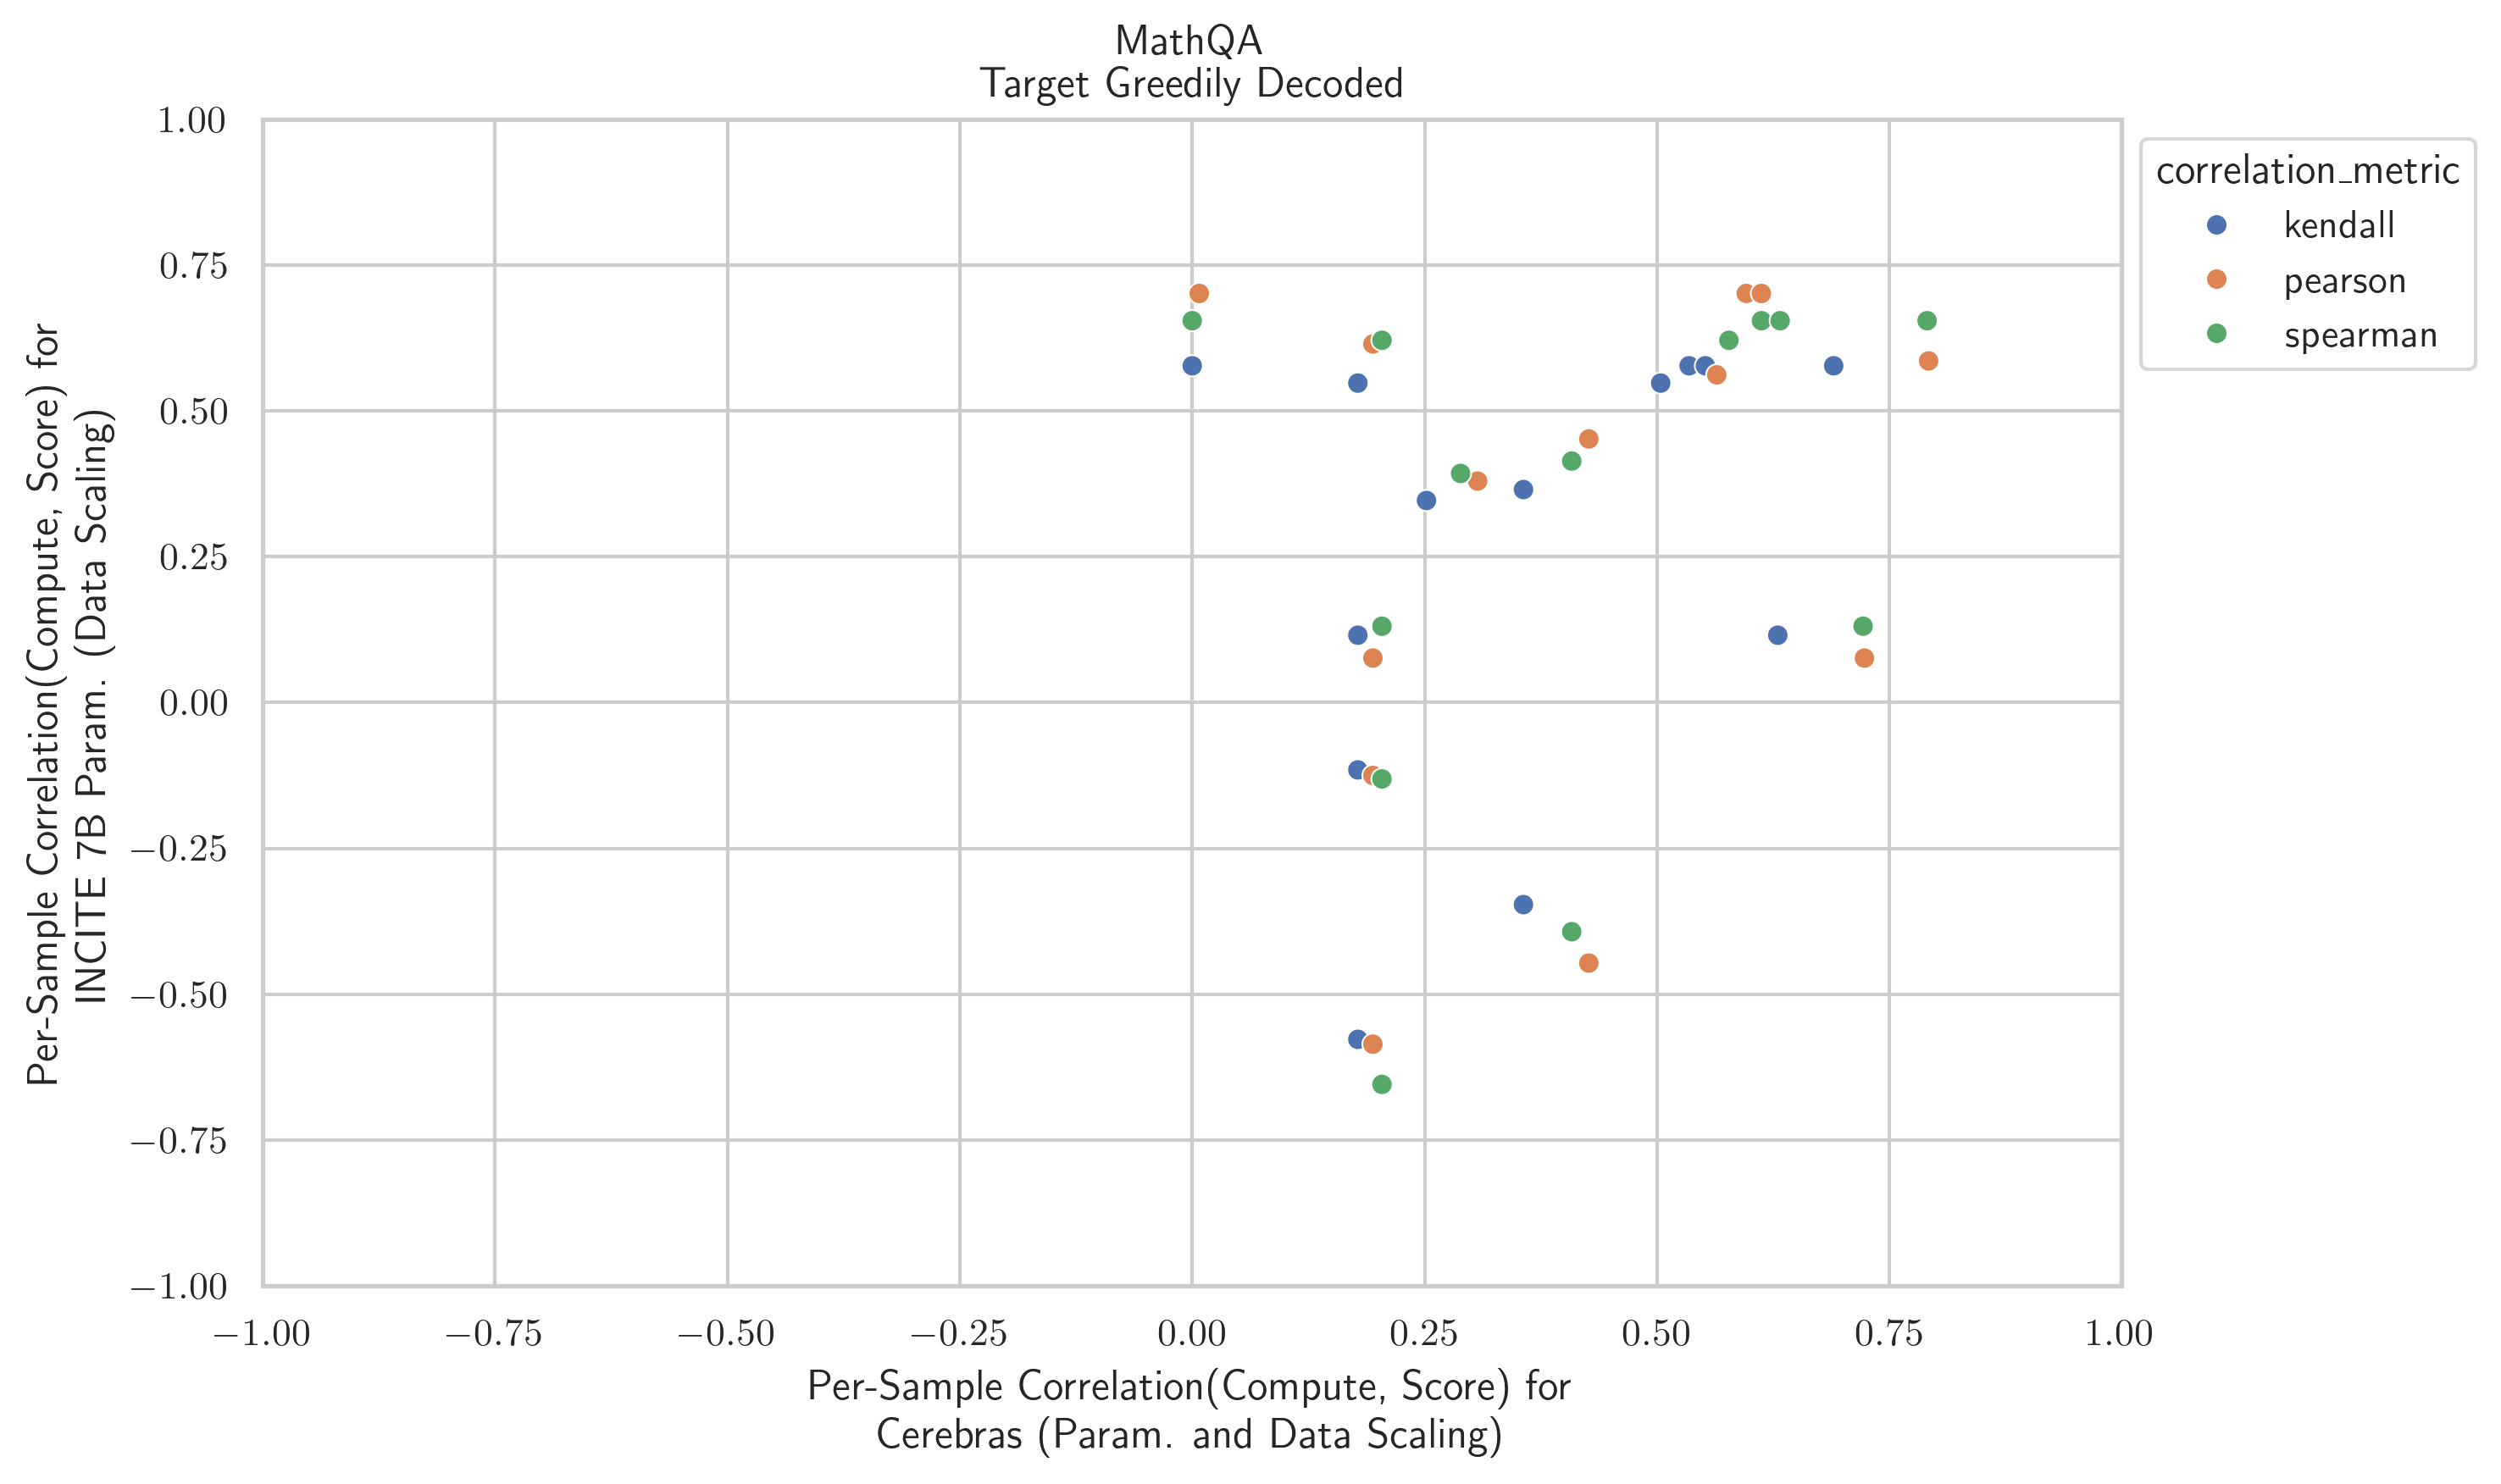 MathQA
Target Greedily Decoded
Per-Sample Correlation(Compute, Score) for
INCITE 7B Param. (Data Scaling)
1.00
0.75
0.50
0.25
0.00
−0.25
−0.50
−0.75
−1.00
−1.00 −0.75 −0.50 −0.25 0.00 0.25 0.50 0.75 1.00
Per-Sample Correlation(Compute, Score) for
Cerebras (Param. and Data Scaling)
correlation_metric
kendall
pearson
spearman